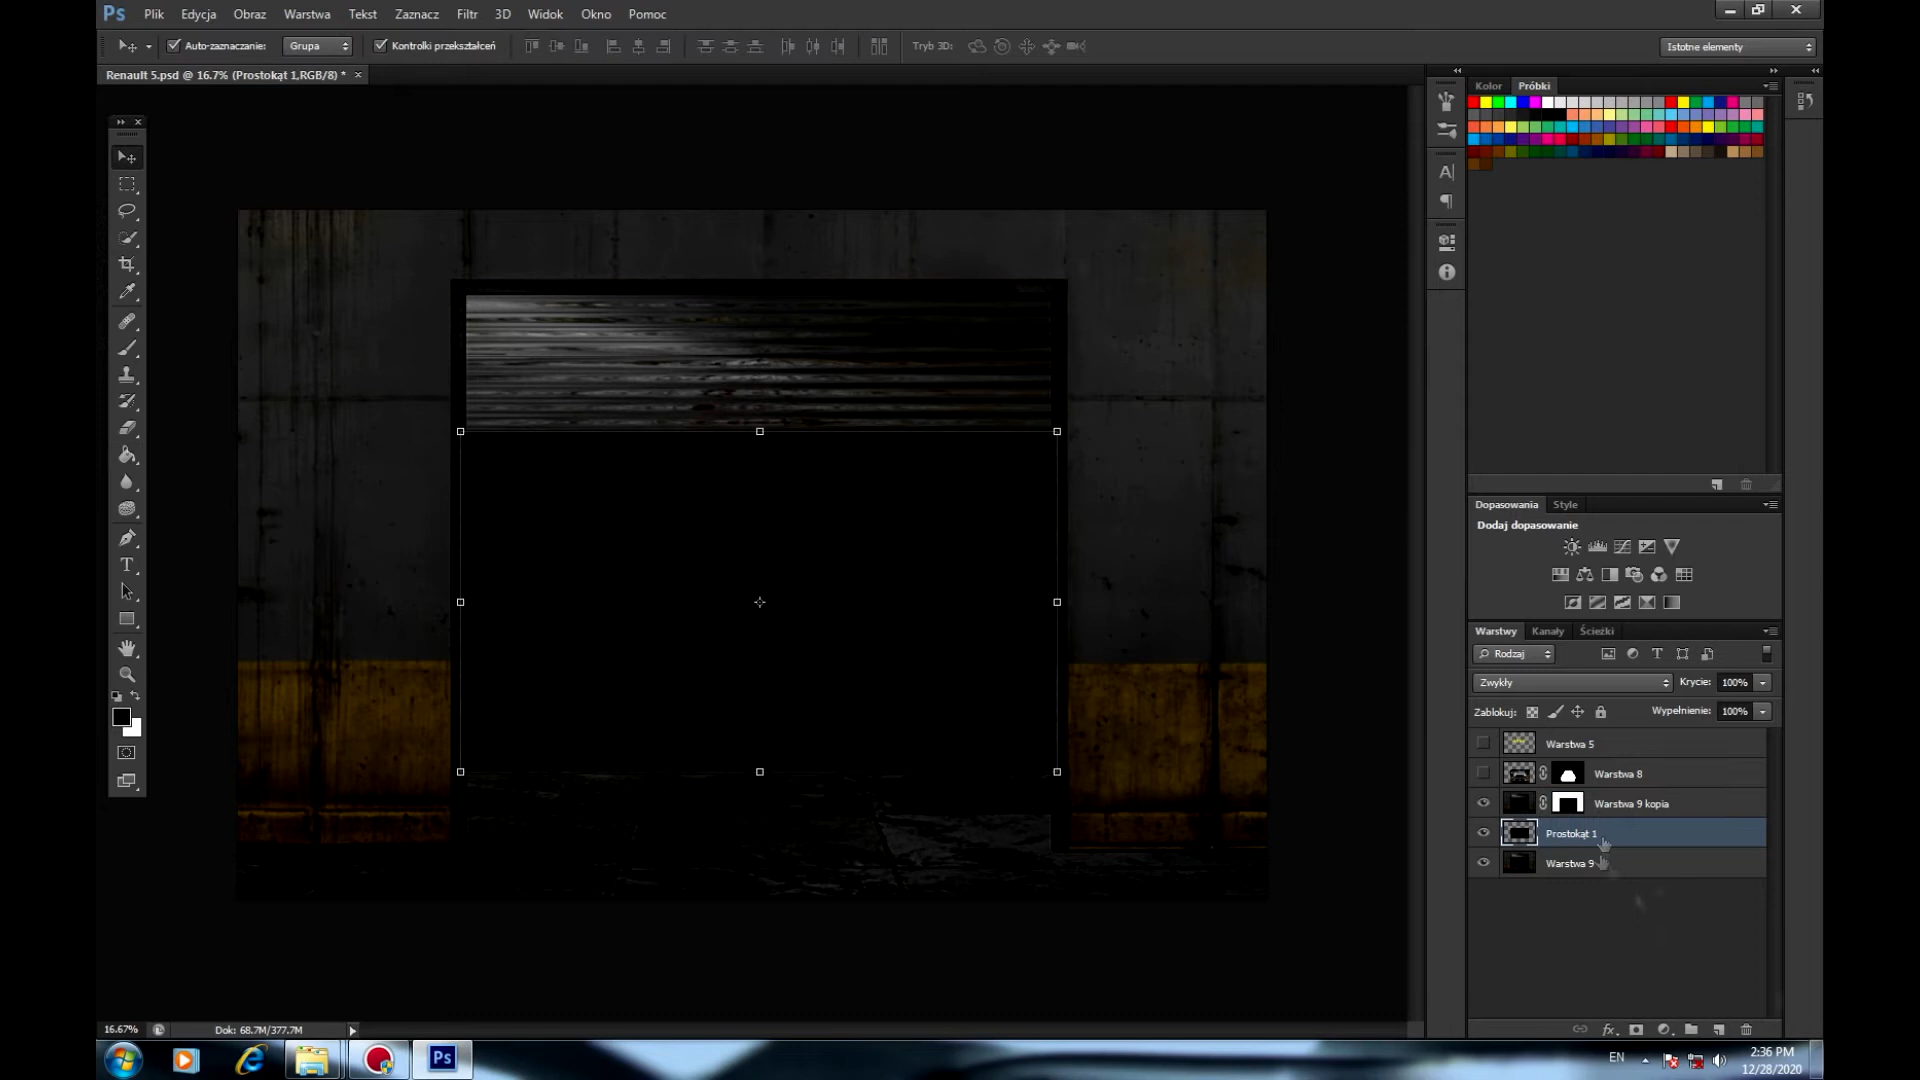 Ps Plik Edycja Obraz Warstwa Tekst Zaznacz Filtr 3D Widok Okno Pomoc
Auto-zaznaczanie: Grupa Kontrolki przekształceń Tryb 3D: Istotne elementy
Renault 5.psd @ 16.7% (Prostokąt 1,RGB/8) *
Kolor Próbki
Dopasowania Style
Dodaj dopasowanie
Warstwy Kanały Ścieżki
Rodzaj
Zwykły Krycie: 100%
Zablokuj: Wypełnienie: 100%
Warstwa 5
Warstwa 8
Warstwa 9 kopia
Prostokąt 1
Warstwa 9
fx
16.67% Dok: 68.7M/377.7M
Ps EN 2:36 PM
12/28/2020